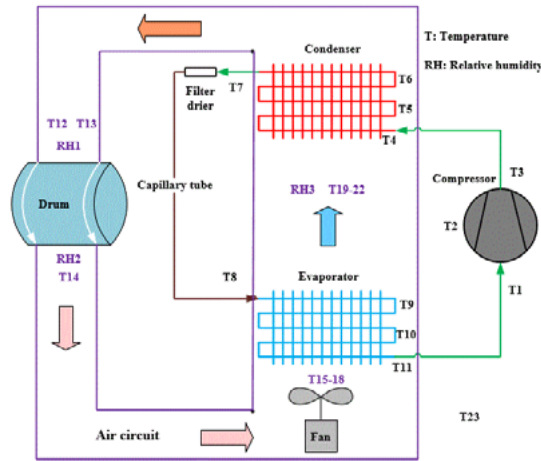 T: Temperature
RH: Relative humidity
Condenser
T6
T5
T4
T7
Filter
drier
T12 T13
RH1
Drum
RH2
T14
Capillary tube
RH3 T19-22
Compressor
T3
T2
T1
T8
Evaporator
T9
T10
T11
T15-18
Fan
Air circuit
T23